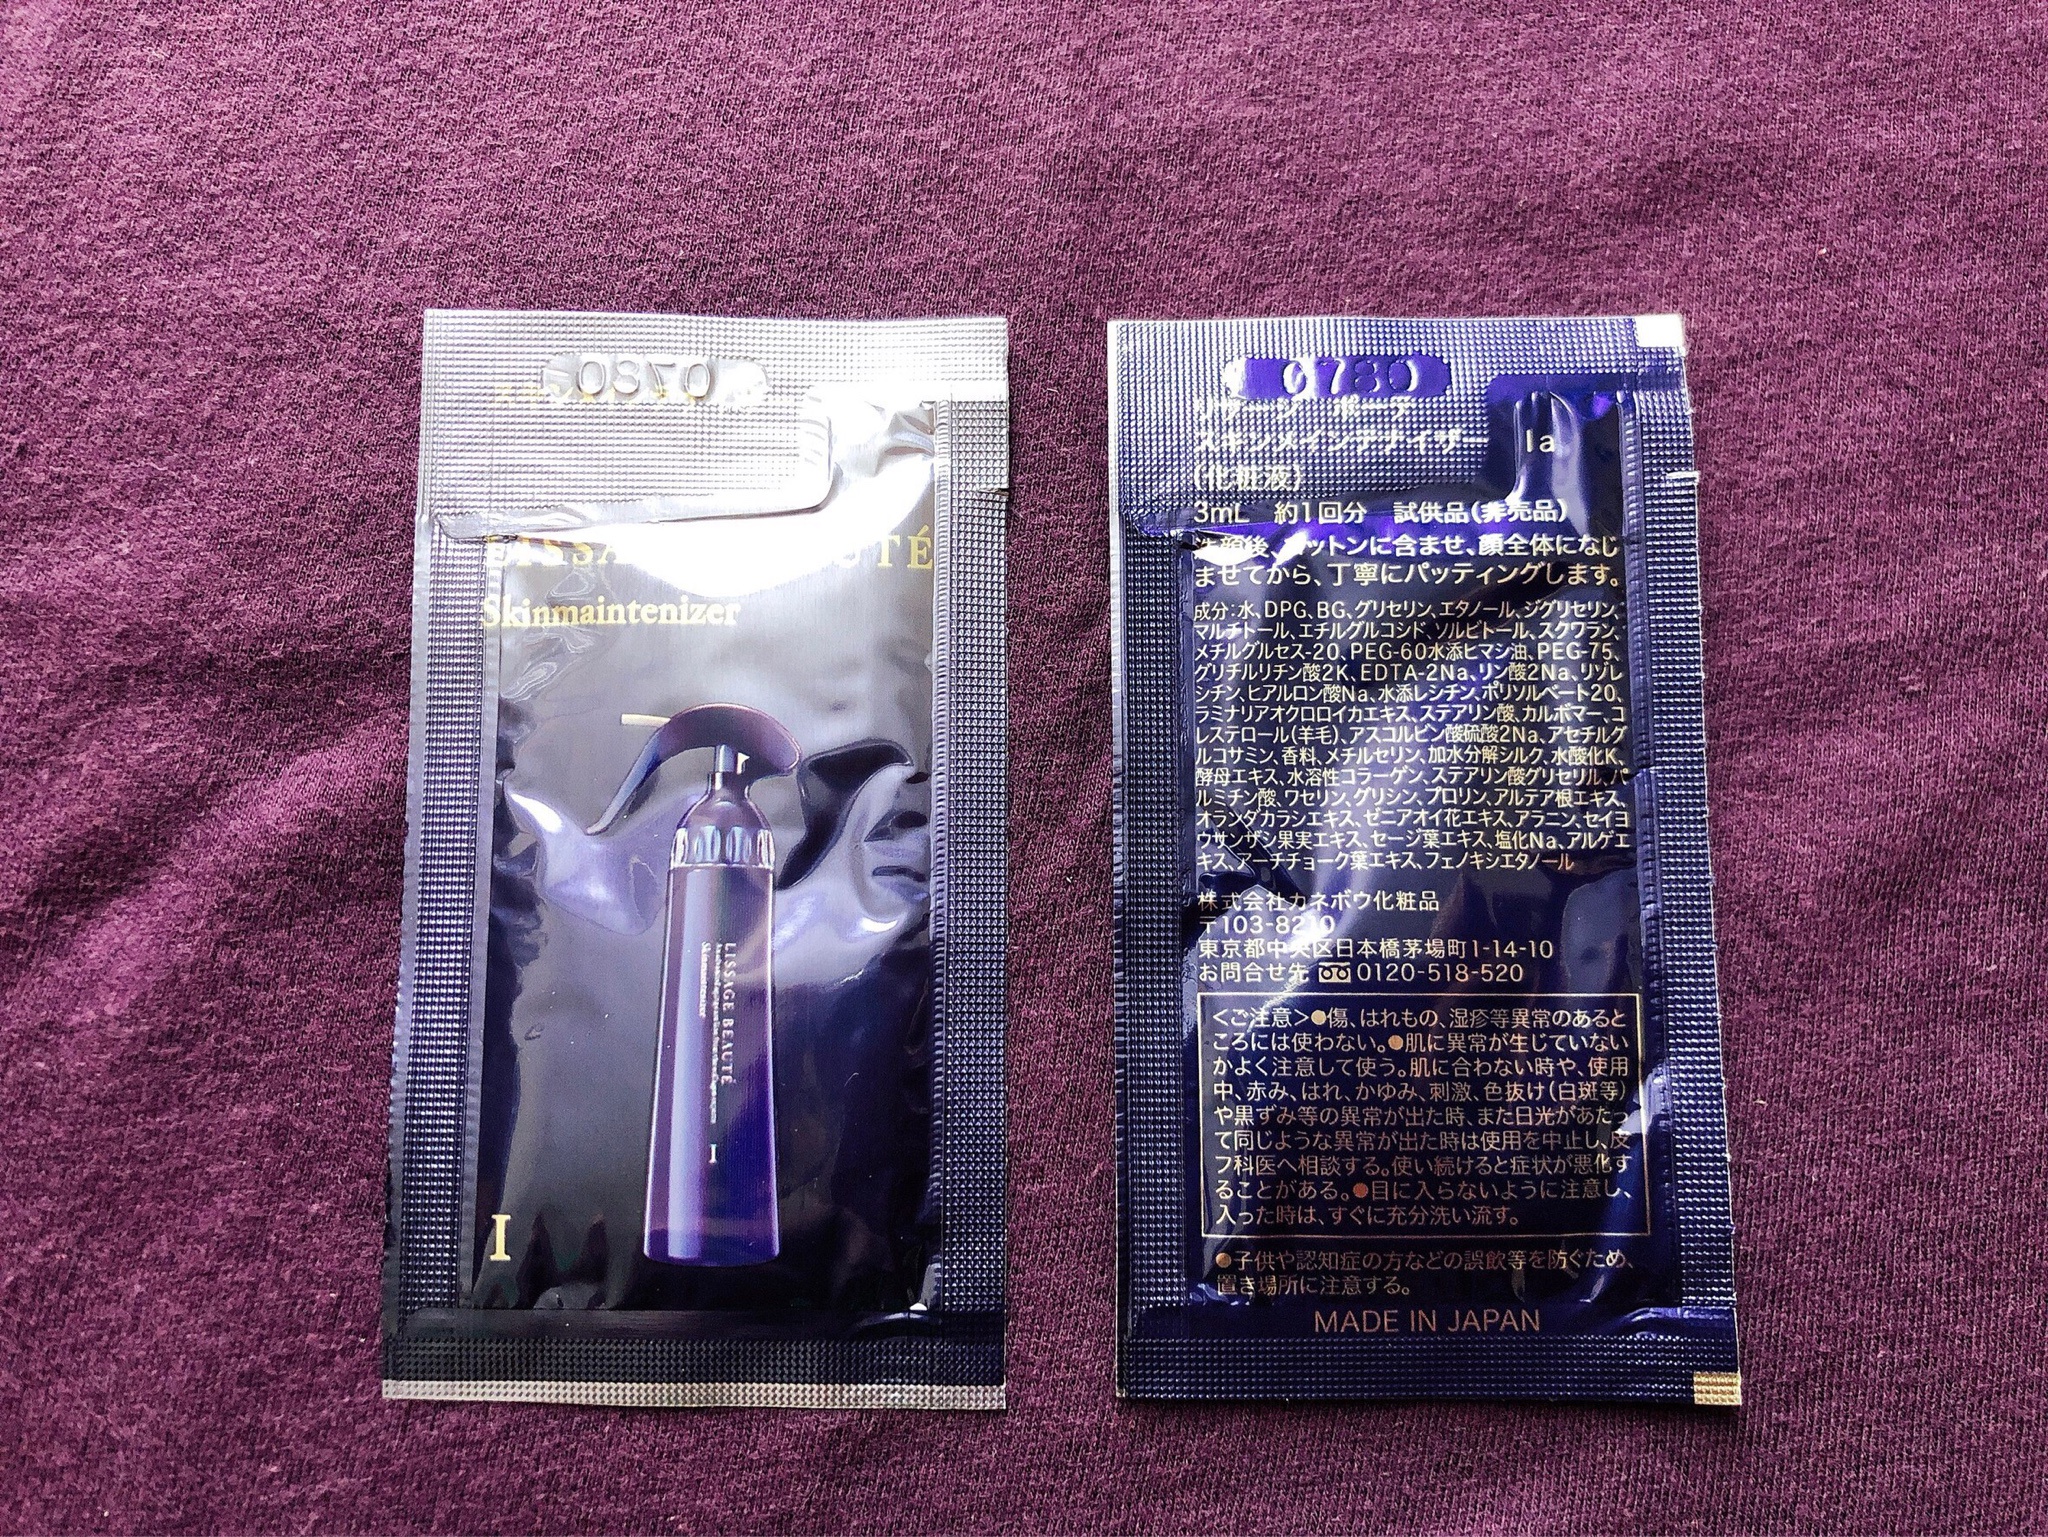 0870
LISSA UTÉ
Skinmaintenizer
LISSAGE BEAUTÉ
Skinmaintenizer
I
I
0780
リサージ ボーテ
スキンメインテナイザー Ia
(化粧液)
3mL 約1回分 試供品(非売品)
洗顔後、コットンに含ませ、顔全体になじ
ませてから、丁寧にパッティングします。
成分:水、DPG、BG、グリセリン、エタノール、ジグリセリン、
マルチトール、エチルグルコシド、ソルビトール、スクワラン、
メチルグルセス-20、PEG-60水添ヒマシ油、PEG-75、
グリチルリチン酸2K、EDTA-2Na、リン酸2Na、リゾレ
シチン、ヒアルロン酸Na、水添レシチン、ポリソルベート20、
ラミナリアオクロロイカエキス、ステアリン酸、カルボマー、コ
レステロール(羊毛)、アスコルビン酸硫酸2Na、アセチルグ
ルコサミン、香料、メチルセリン、加水分解シルク、水酸化K、
酵母エキス、水溶性コラーゲン、ステアリン酸グリセリル、パ
ルミチン酸、ワセリン、グリシン、プロリン、アルテア根エキス、
オランダカラシエキス、ゼニアオイ花エキス、アラニン、セイヨ
ウサンザシ果実エキス、セージ葉エキス、塩化Na、アルゲエ
キス、アーチチョーク葉エキス、フェノキシエタノール
株式会社カネボウ化粧品
〒103-8210
東京都中央区日本橋茅場町1-14-10
お問合せ先 0120-518-520
<ご注意>●傷、はれもの、湿疹等異常のあると
ころには使わない。●肌に異常が生じていない
かよく注意して使う。肌に合わない時や、使用
中、赤み、はれ、かゆみ、刺激、色抜け(白斑等)
や黒ずみ等の異常が出た時、また日光があたっ
て同じような異常が出た時は使用を中止し、皮
フ科医へ相談する。使い続けると症状が悪化す
ることがある。●目に入らないように注意し、
入った時は、すぐに充分洗い流す。
●子供や認知症の方などの誤飲等を防ぐため、
置き場所に注意する。
MADE IN JAPAN